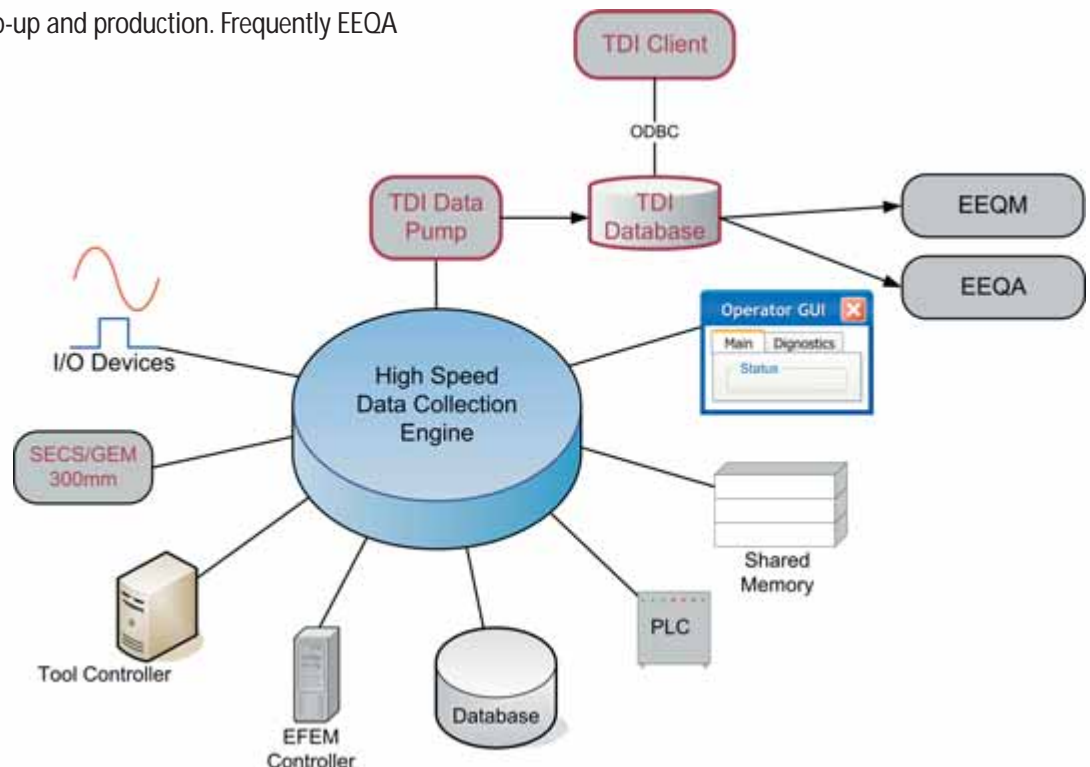 o-up and production. Frequently EEQA
TDI Client
ODBC
TDI Data
Pump
TDI
Database
EEQM
EEQA
Operator GUI
Main
Dignostics
Status
I/O Devices
High Speed
Data Collection
Engine
SECS/GEM
300mm
Shared
Memory
PLC
Tool Controller
Database
EFEM
Controller